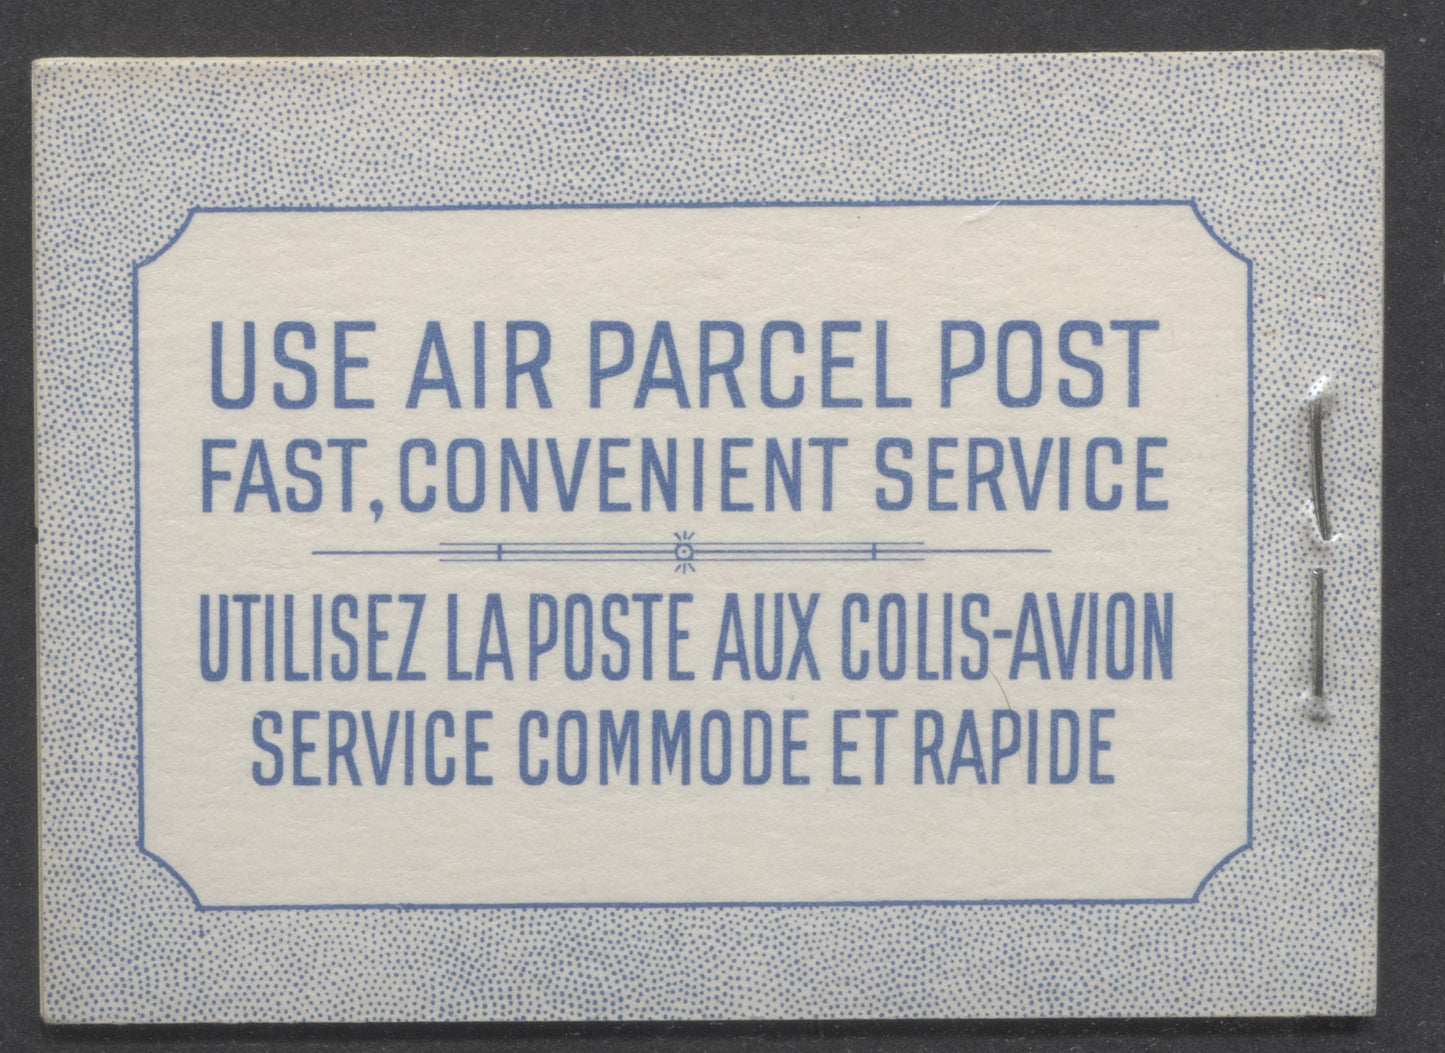 USE AIR PARCEL POST
FAST, CONVENIENT SERVICE
UTILISEZ LA POSTE AUX COLIS-AVION
SERVICE COMMODE ET RAPIDE